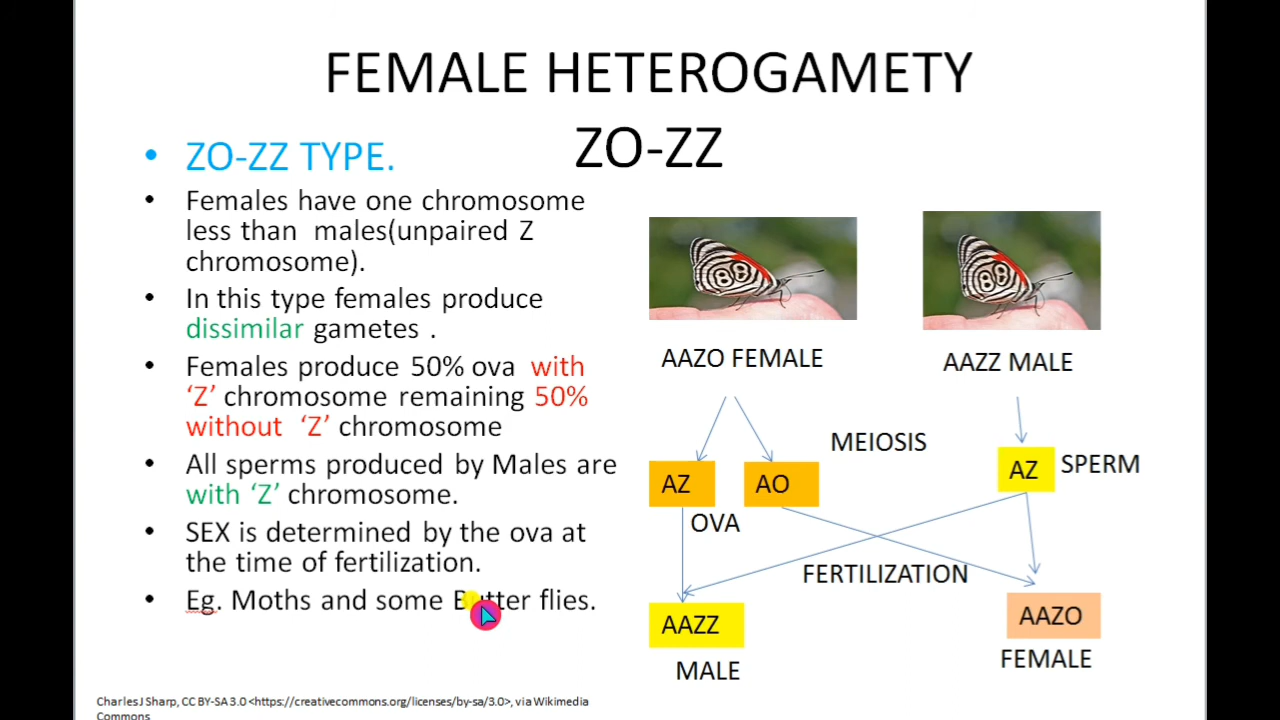 FEMALE HETEROGAMETY
ZO-ZZ
• ZO-ZZ TYPE.
• Females have one chromosome
less than males(unpaired Z
chromosome).
• In this type females produce
dissimilar gametes .
• Females produce 50% ova with
‘Z’ chromosome remaining 50%
without ‘Z’ chromosome
• All sperms produced by Males are
with ‘Z’ chromosome.
• SEX is determined by the ova at
the time of fertilization.
• Eg. Moths and some Butter flies.
AAZO FEMALE
AAZZ MALE
MEIOSIS
AZ
AO
AZ
SPERM
OVA
FERTILIZATION
AAZZ
MALE
AAZO
FEMALE
Charles J Sharp, CC BY-SA 3.0 <https://creativecommons.org/licenses/by-sa/3.0>, via Wikimedia
Commons